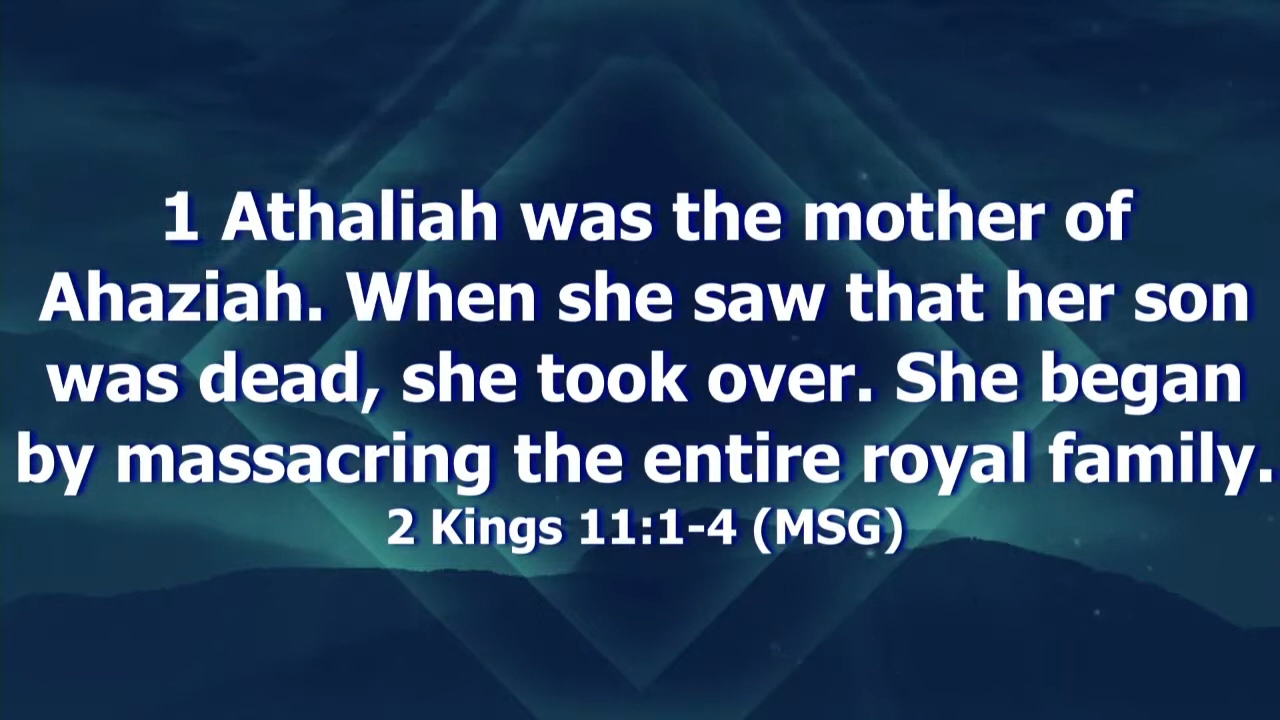 1 Athaliah was the mother of
Ahaziah. When she saw that her son
was dead, she took over. She began
by massacring the entire royal family.
2 Kings 11:1-4 (MSG)